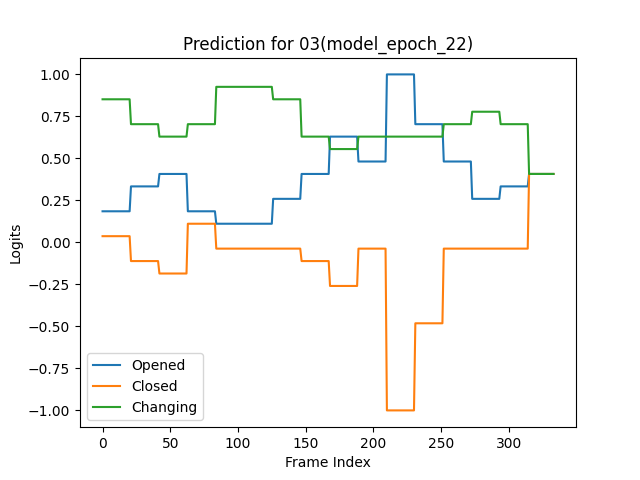 Prediction for 03(model_epoch_22)
1.00
0.75
0.50
0.25
0.00
−0.25
−0.50
−0.75
−1.00
Logits
Opened
Closed
Changing
0 50 100 150 200 250 300
Frame Index